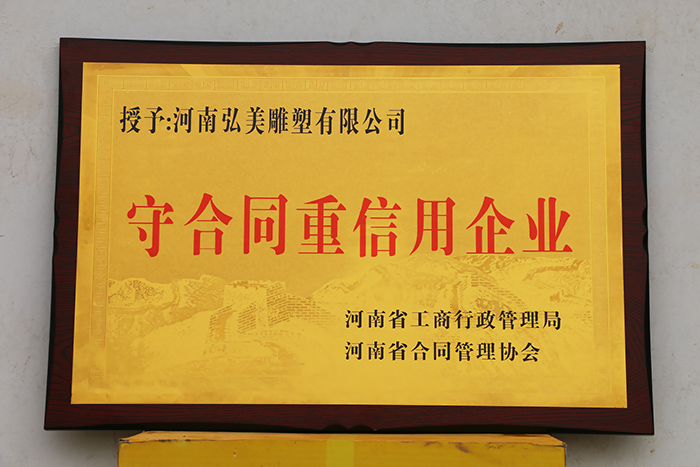 授予:河南弘美雕塑有限公司
守合同重信用企业
河南省工商行政管理局
河南省合同管理协会